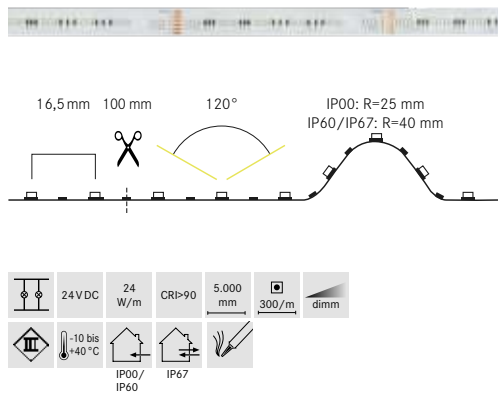 16,5 mm 100 mm 120° IP00: R=25 mm
IP60/IP67: R=40 mm
24 V DC
24
W/m
CRI>90
5.000
mm
300/m
dimm
III
-10 bis
+40 °C
IP00/
IP60
IP67